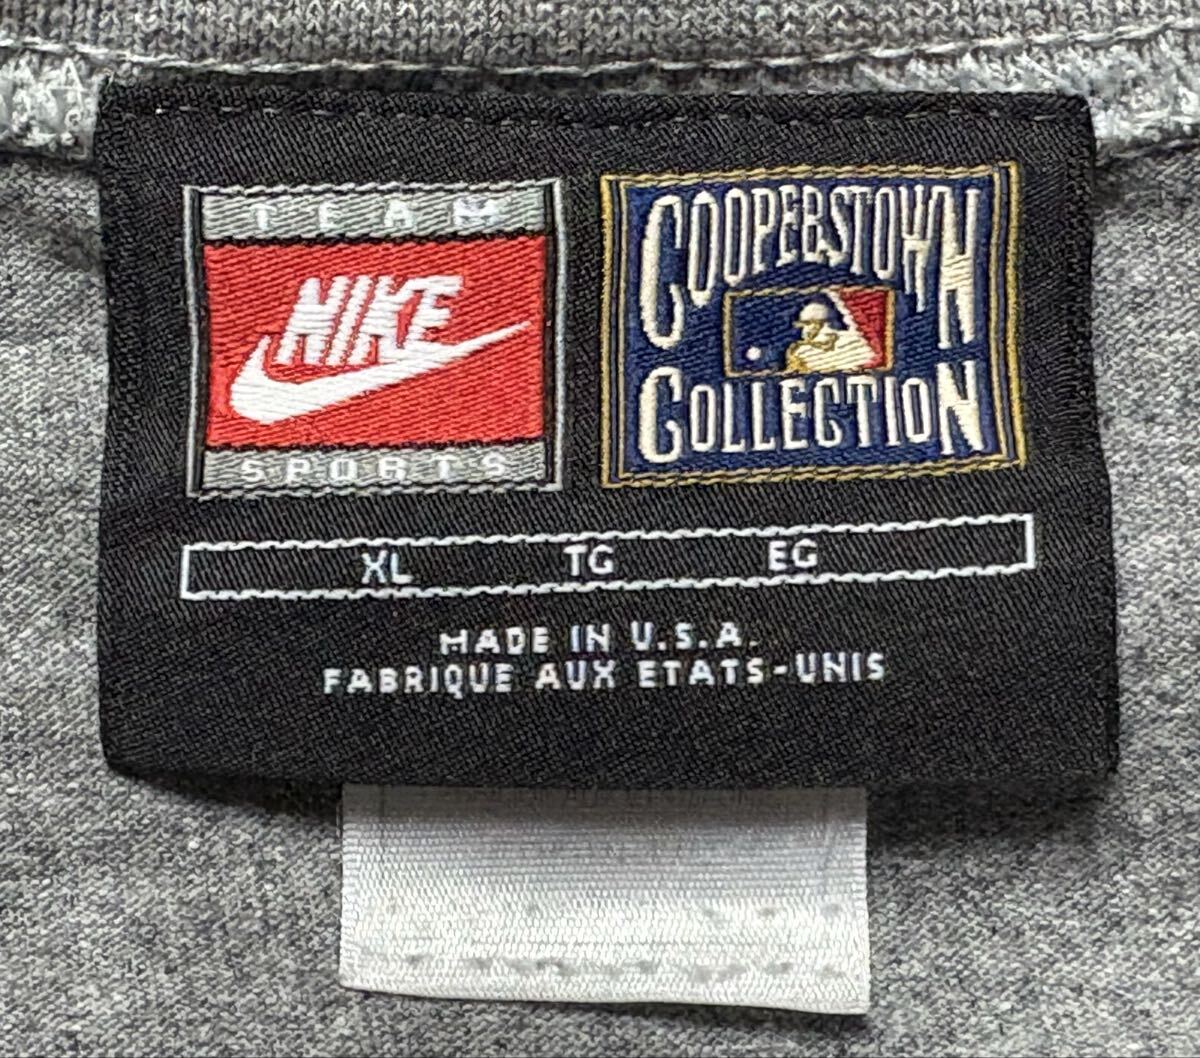 TEAM
NIKE
SPORTS
COOPERSTOWN
COLLECTION
XL TG EG
MADE IN U.S.A.
FABRIQUE AUX ETATS-UNIS